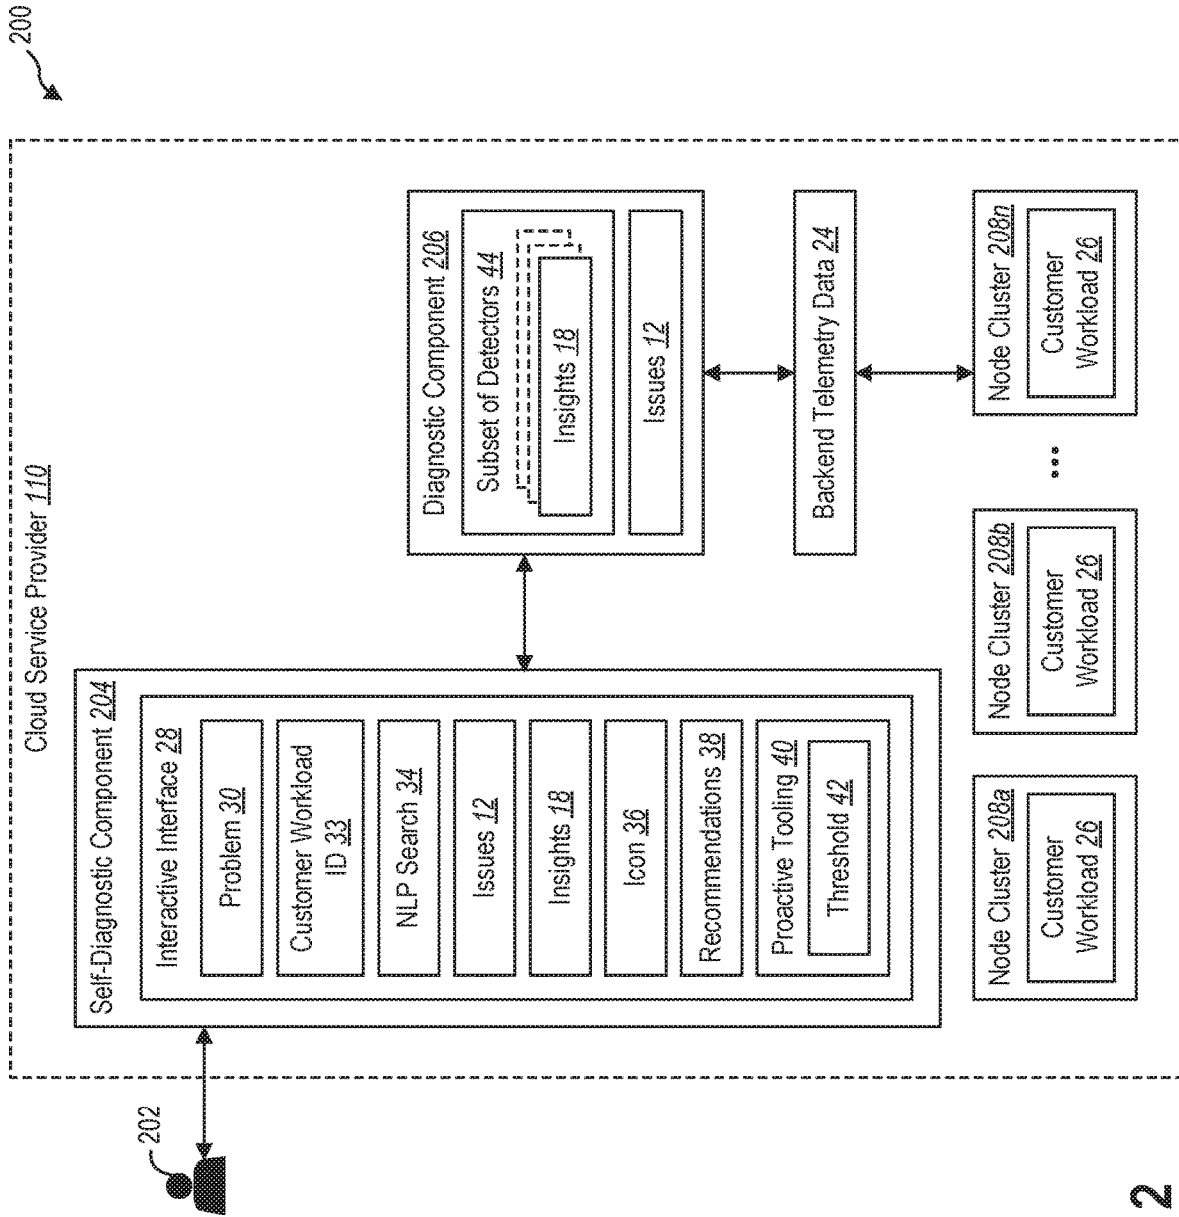 200
Cloud Service Provider 110
202
Self-Diagnostic Component 204
Interactive Interface 28
Problem 30
Customer Workload
ID 33
NLP Search 34
Issues 12
Insights 18
Icon 36
Recommendations 38
Proactive Tooling 40
Threshold 42
Diagnostic Component 206
Subset of Detectors 44
Insights 18
Issues 12
Backend Telemetry Data 24
Node Cluster 208a
Customer
Workload 26
Node Cluster 208b
Customer
Workload 26
...
Node Cluster 208n
Customer
Workload 26
2